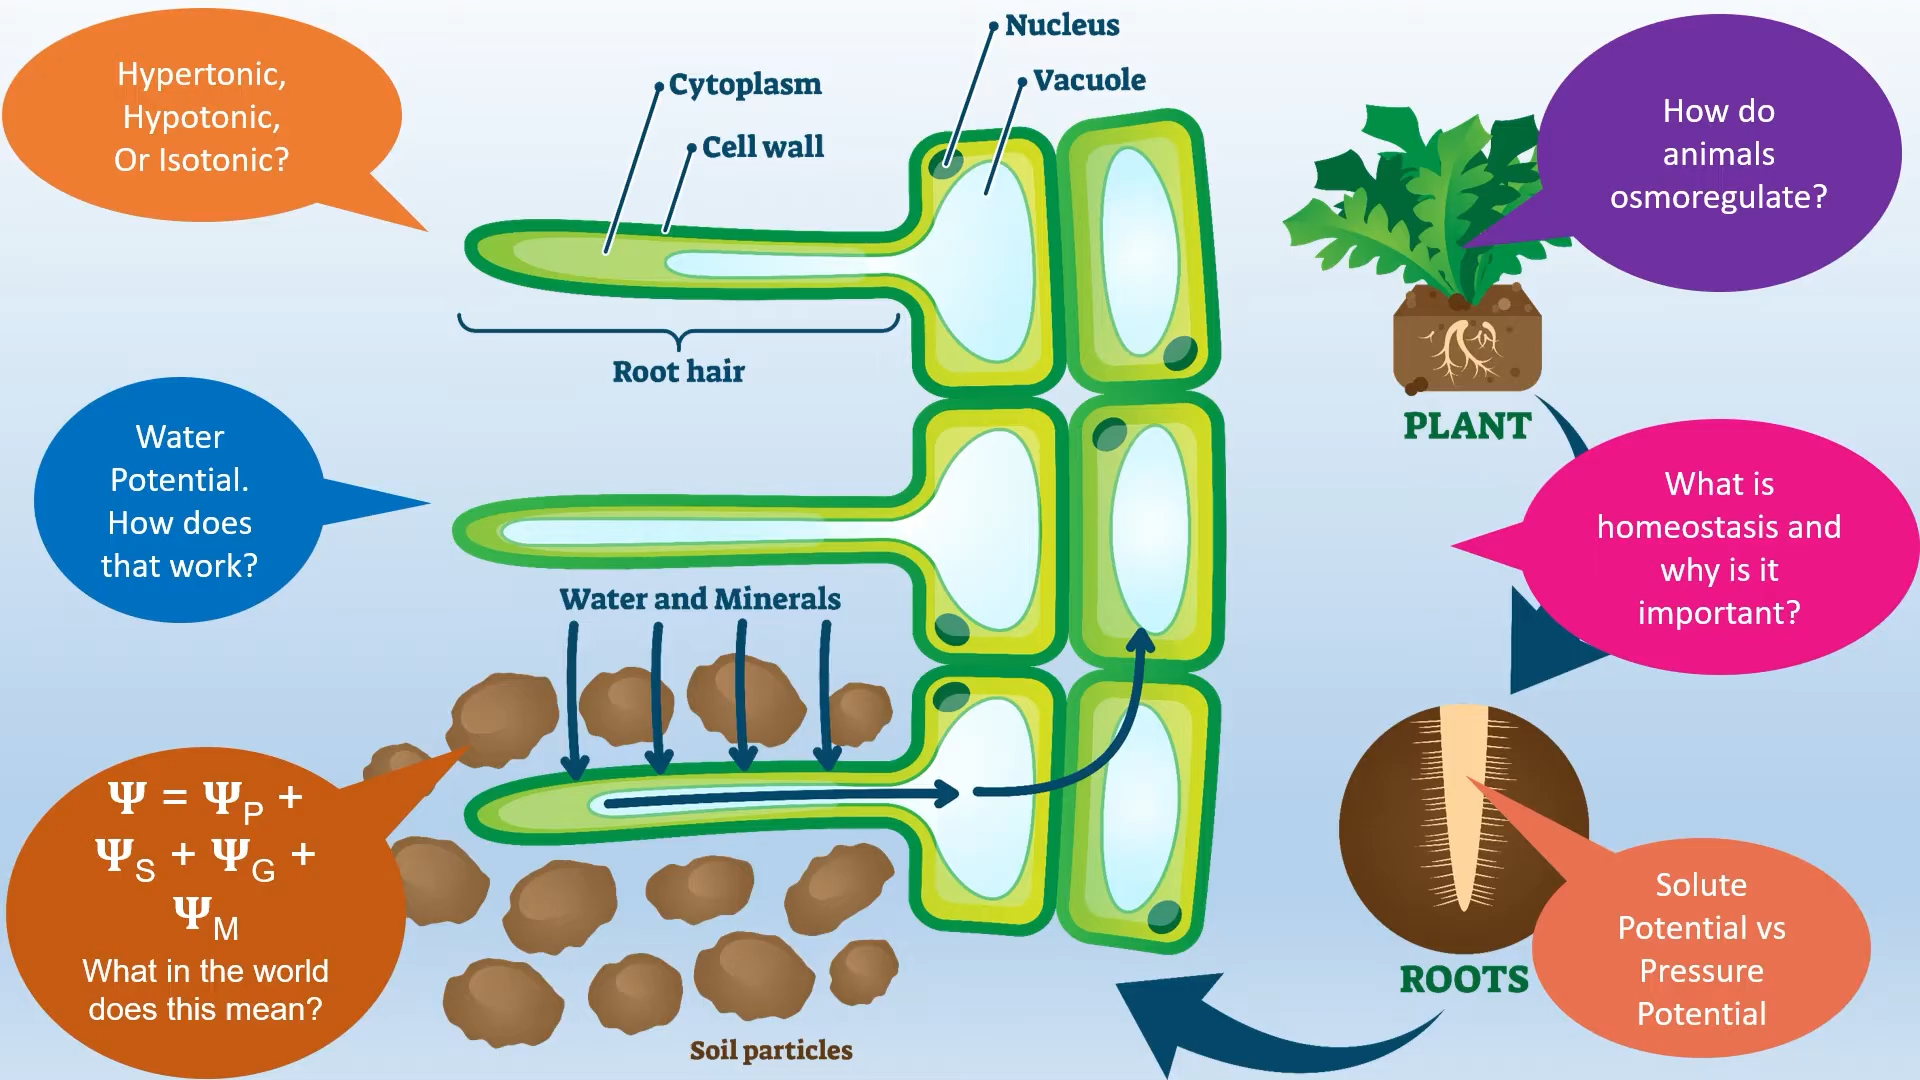 Hypertonic,
Hypotonic,
Or Isotonic?
Nucleus
Cytoplasm
Vacuole
Cell wall
Root hair
How do
animals
osmoregulate?
PLANT
Water
Potential.
How does
that work?
What is
homeostasis and
why is it
important?
Water and Minerals
Ψ = ΨP +
ΨS + ΨG +
ΨM
What in the world
does this mean?
Soil particles
ROOTS
Solute
Potential vs
Pressure
Potential